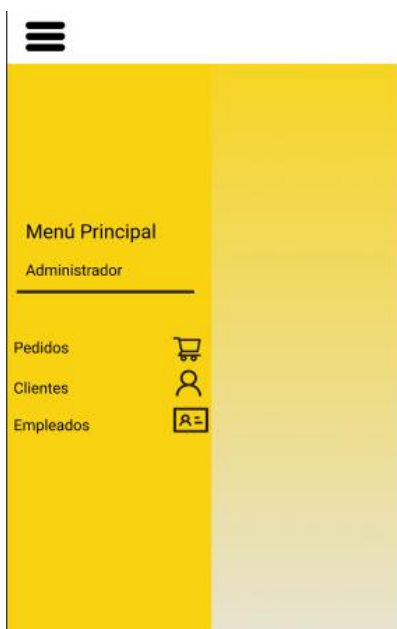 Menú Principal
Administrador
Pedidos
Clientes
Empleados